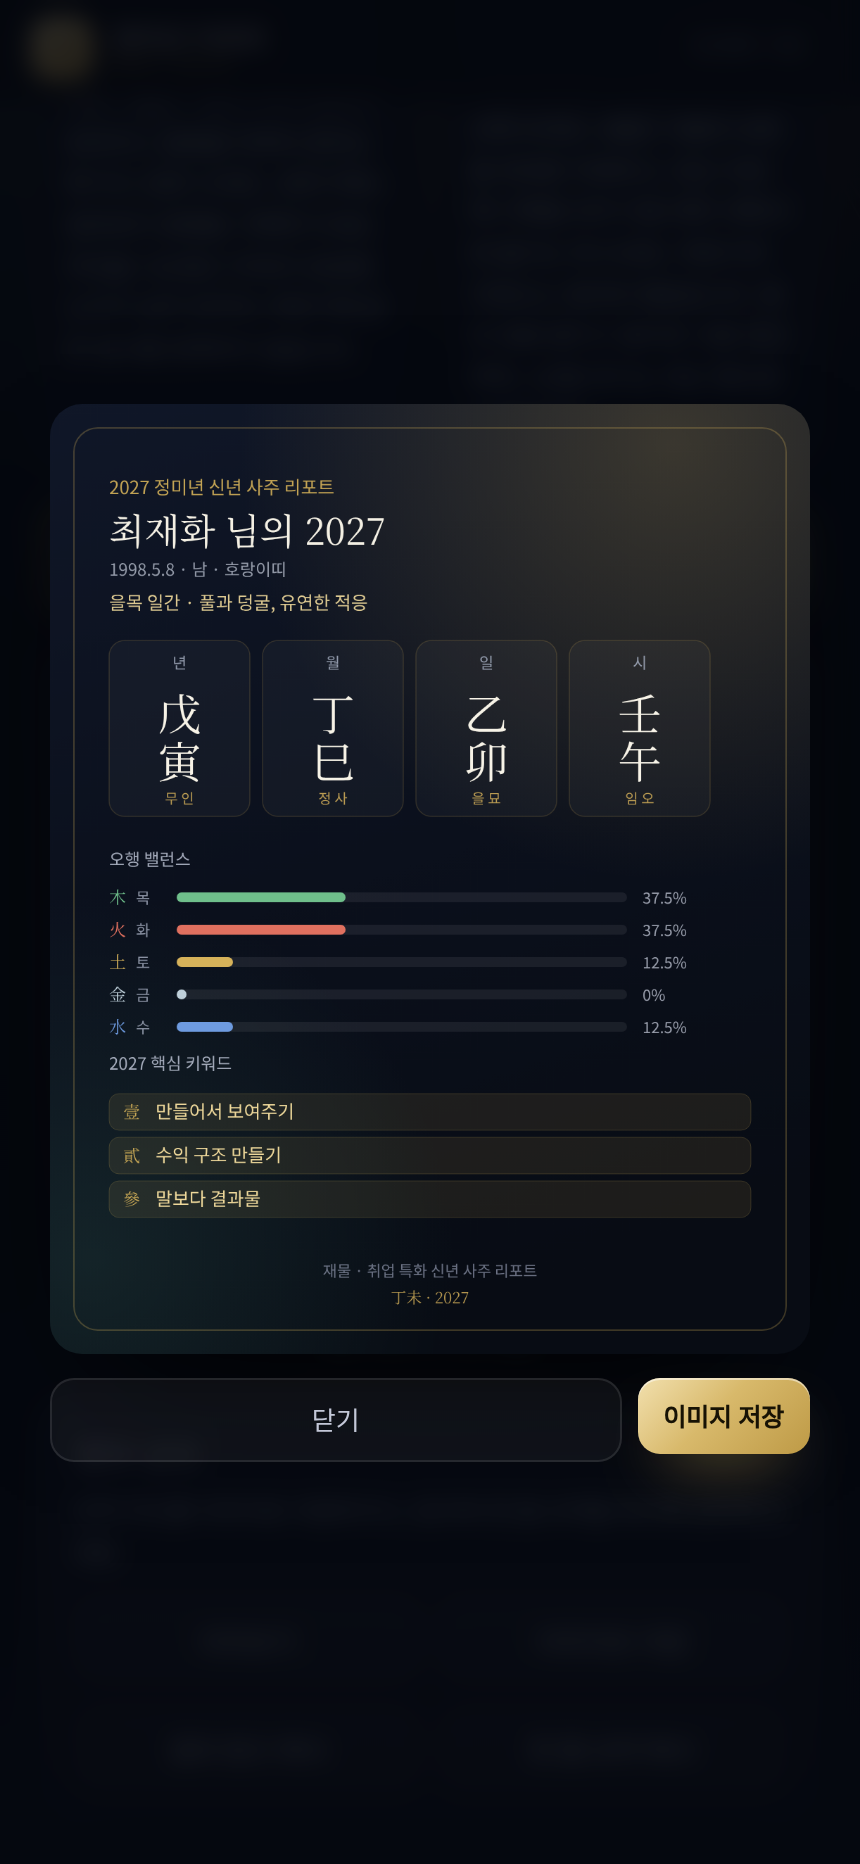 2027 정미년 신년 사주 리포트
최재화 님의 2027
1998.5.8 · 남 · 호랑이띠
을목 일간 · 풀과 덩굴, 유연한 적응
년 월 일 시
戊 丁 乙 壬
寅 巳 卯 午
무인 정사 을묘 임오
오행 밸런스
木 목 37.5%
火 화 37.5%
土 토 12.5%
金 금 0%
水 수 12.5%
2027 핵심 키워드
壹 만들어서 보여주기
貳 수익 구조 만들기
參 말보다 결과물
재물 · 취업 특화 신년 사주 리포트
丁未 · 2027
닫기 이미지 저장